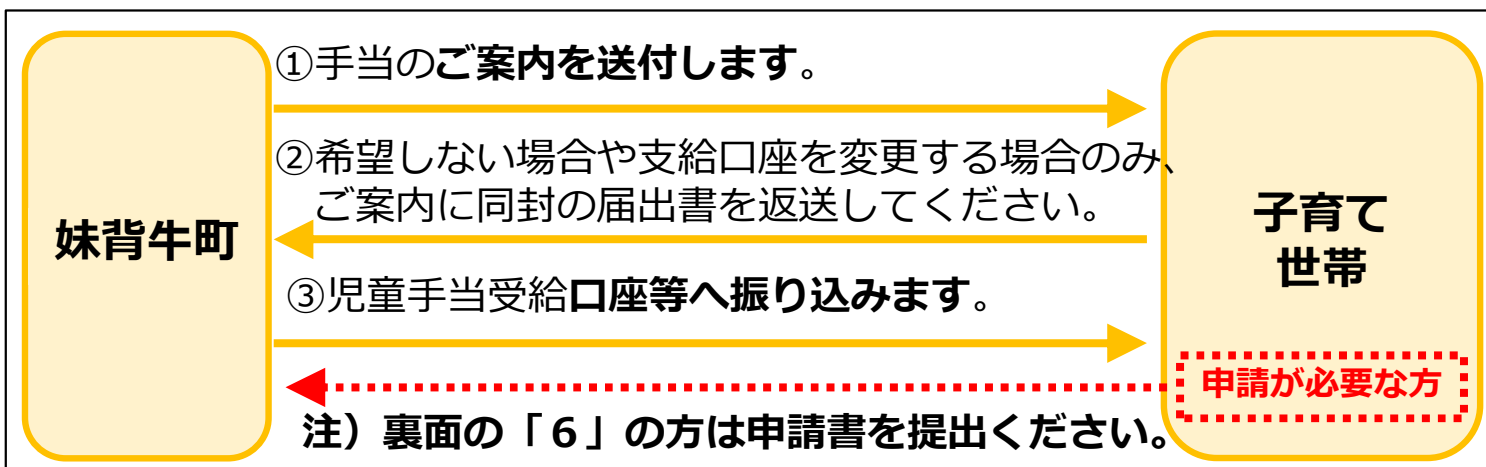 妹背牛町
①手当のご案内を送付します。
②希望しない場合や支給口座を変更する場合のみ、
ご案内に同封の届出書を返送してください。
③児童手当受給口座等へ振り込みます。
子育て
世帯
申請が必要な方
注）裏面の「６」の方は申請書を提出ください。